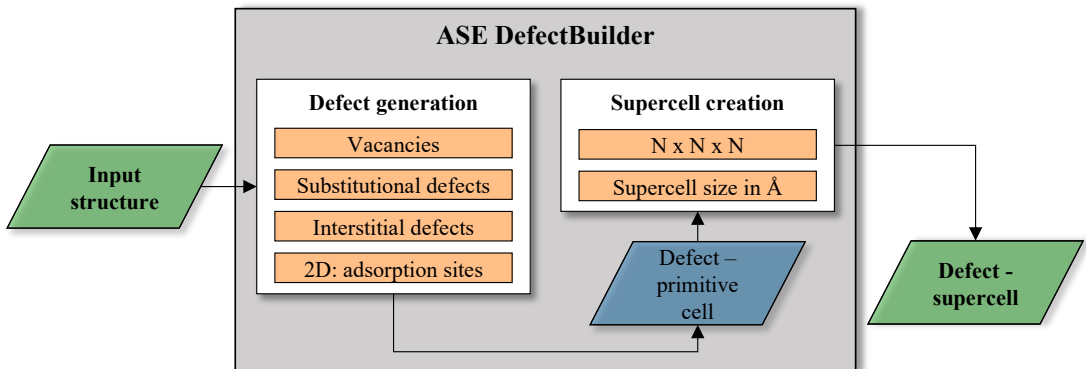 ASE DefectBuilder
Input
structure
Defect generation
Vacancies
Substitutional defects
Interstitial defects
2D: adsorption sites
Supercell creation
N x N x N
Supercell size in Å
Defect –
primitive
cell
Defect -
supercell